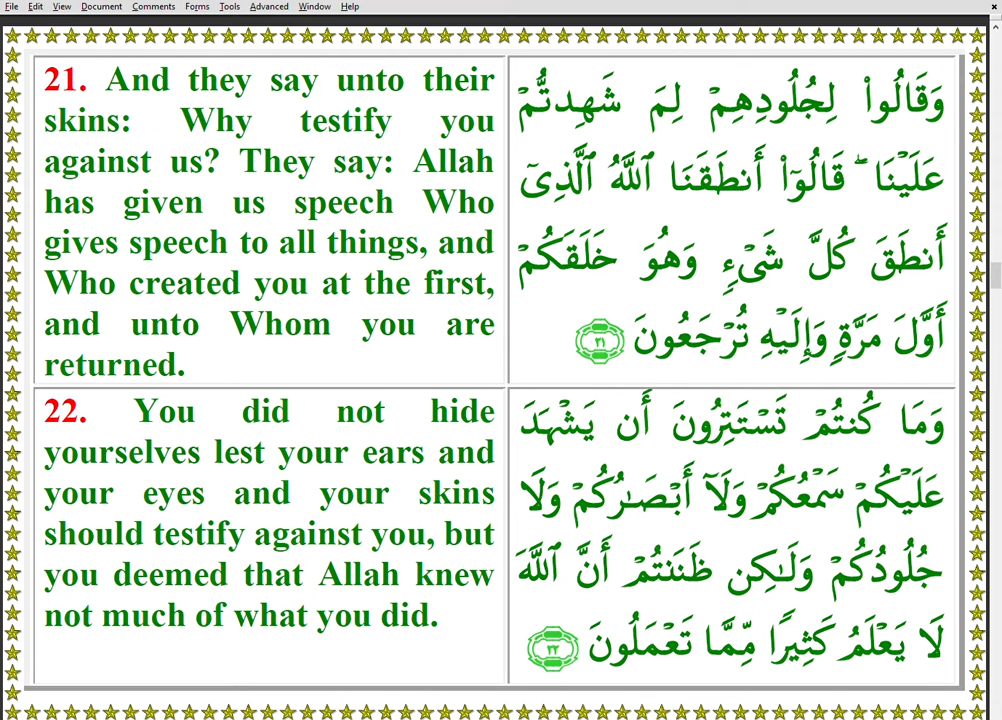 File Edit View Document Comments Forms Tools Advanced Window Help
21. And they say unto their
skins: Why testify you
against us? They say: Allah
has given us speech Who
gives speech to all things, and
Who created you at the first,
and unto Whom you are
returned.
وَقَالُوا۟ لِجُلُودِهِمْ لِمَ شَهِدتُّمْ
عَلَيْنَا ۖ قَالُوٓا۟ أَنطَقَنَا ٱللَّهُ ٱلَّذِىٓ
أَنطَقَ كُلَّ شَىْءٍ وَهُوَ خَلَقَكُمْ
أَوَّلَ مَرَّةٍ وَإِلَيْهِ تُرْجَعُونَ ٢١
22. You did not hide
yourselves lest your ears and
your eyes and your skins
should testify against you, but
you deemed that Allah knew
not much of what you did.
وَمَا كُنتُمْ تَسْتَتِرُونَ أَن يَشْهَدَ
عَلَيْكُمْ سَمْعُكُمْ وَلَآ أَبْصَـٰرُكُمْ وَلَا
جُلُودُكُمْ وَلَـٰكِن ظَنَنتُمْ أَنَّ ٱللَّهَ
لَا يَعْلَمُ كَثِيرًا مِّمَّا تَعْمَلُونَ ٢٢